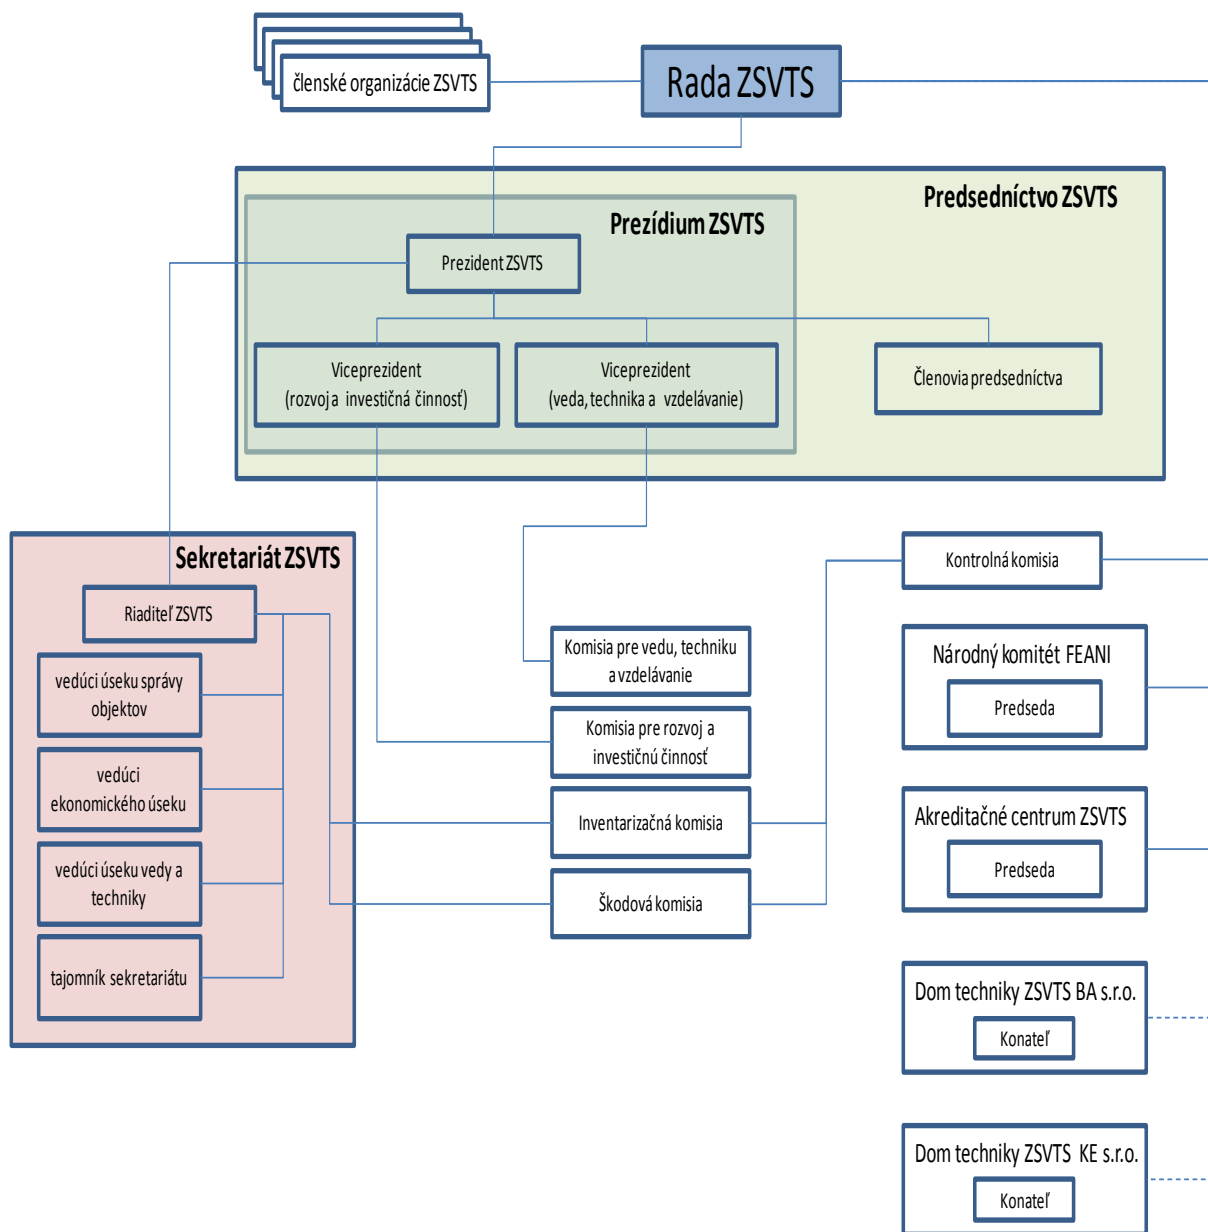 členské organizácie ZSVTS
Rada ZSVTS
Predsedníctvo ZSVTS
Prezídium ZSVTS
Prezident ZSVTS
Viceprezident
(rozvoj a investičná činnosť)
Viceprezident
(veda, technika a vzdelávanie)
Členovia predsedníctva
Sekretariát ZSVTS
Riaditeľ ZSVTS
vedúci úseku správy
objektov
vedúci
ekonomického úseku
vedúci úseku vedy a
techniky
tajomník sekretariátu
Komisia pre vedu, techniku
a vzdelávanie
Komisia pre rozvoj a
investičnú činnosť
Inventarizačná komisia
Škodová komisia
Kontrolná komisia
Národný komitét FEANI
Predseda
Akreditačné centrum ZSVTS
Predseda
Dom techniky ZSVTS BA s.r.o.
Konateľ
Dom techniky ZSVTS KE s.r.o.
Konateľ